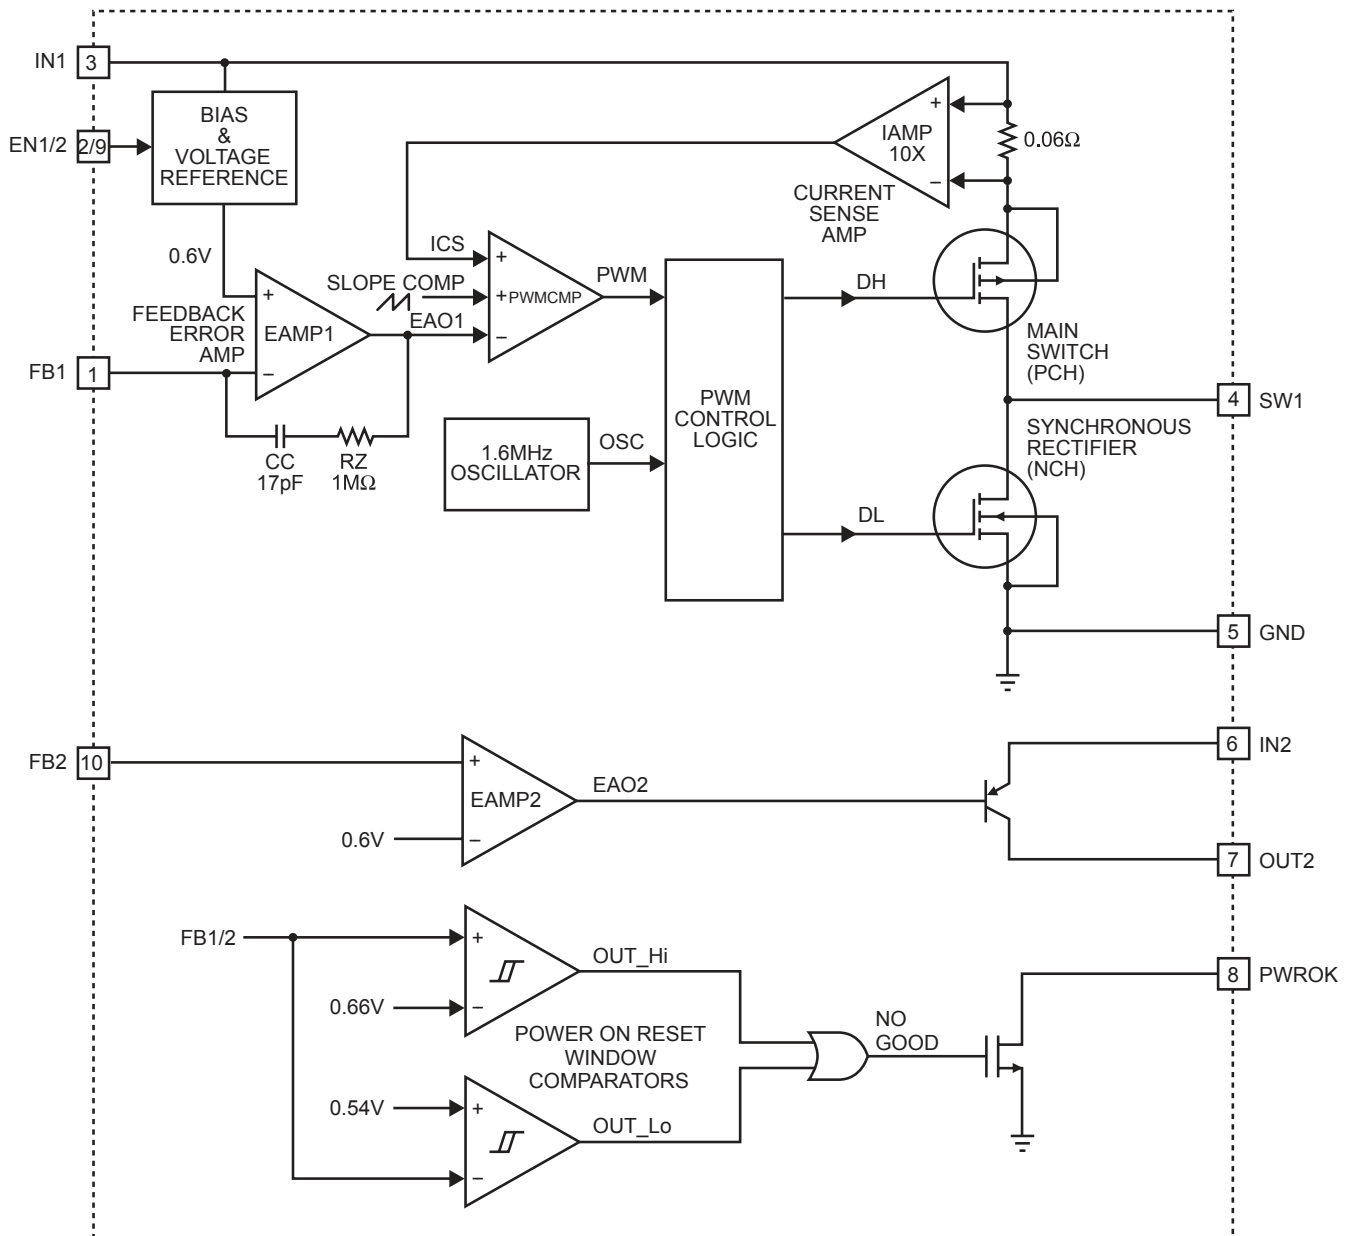 IN1
3
BIAS
&
VOLTAGE
REFERENCE
EN1/2
2/9
+
IAMP
10X
−
0.06Ω
CURRENT
SENSE
AMP
0.6V
ICS
+
SLOPE COMP
+PWMCMP
EAO1
−
PWM
FEEDBACK
ERROR
AMP
+
EAMP1
−
FB1
1
CC
17pF
RZ
1MΩ
1.6MHz
OSCILLATOR
OSC
PWM
CONTROL
LOGIC
DH
MAIN
SWITCH
(PCH)
4
SW1
SYNCHRONOUS
RECTIFIER
(NCH)
DL
5
GND
FB2
10
+
EAMP2
−
0.6V
EAO2
6
IN2
7
OUT2
FB1/2
+
−
0.66V
OUT_Hi
POWER ON RESET
WINDOW
COMPARATORS
0.54V
+
−
OUT_Lo
NO
GOOD
8
PWROK